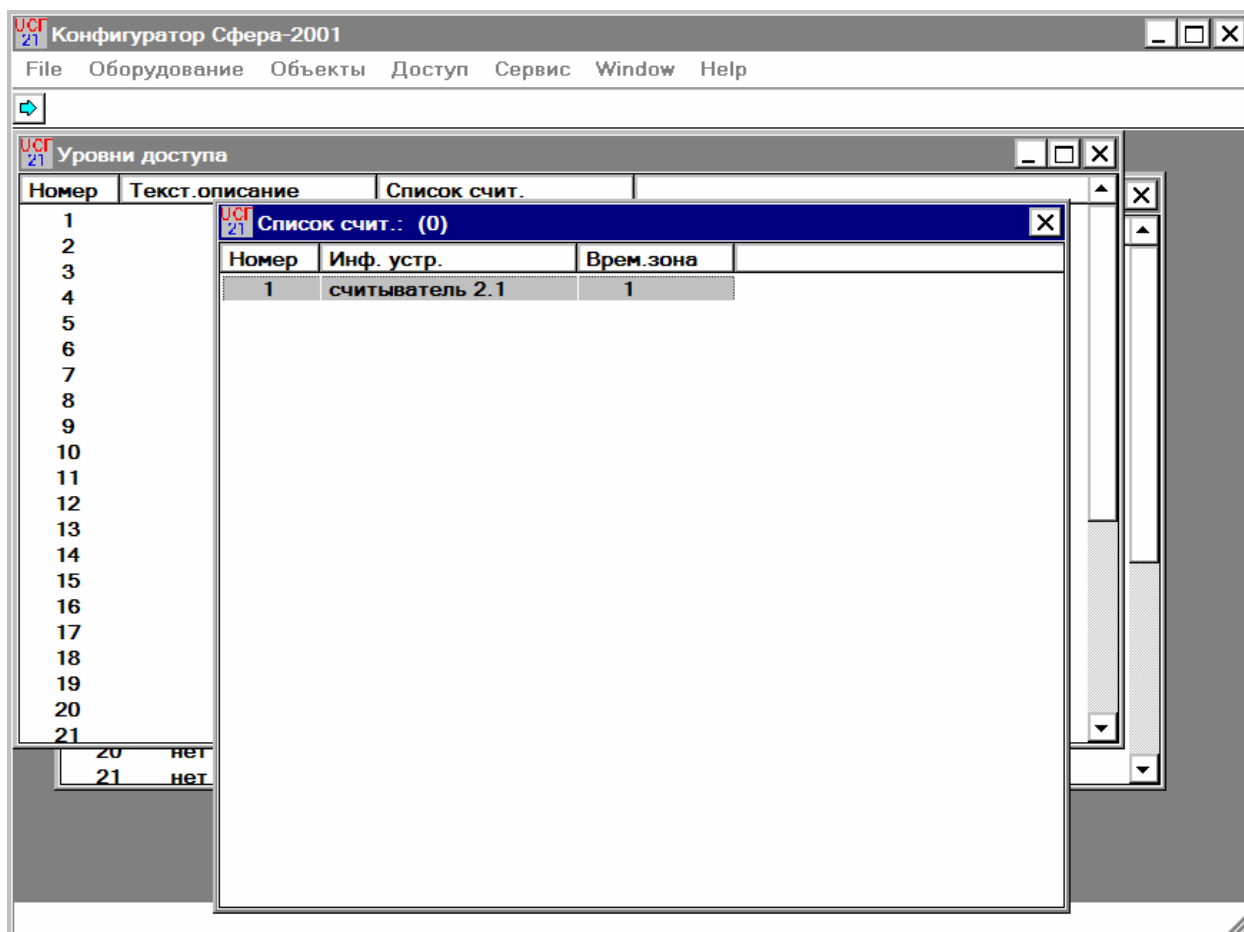 УСГ 21 Конфигуратор Сфера-2001
File Оборудование Объекты Доступ Сервис Window Help
УСГ 21 Уровни доступа
Номер Текст.описание Список счит.
УСГ 21 Список счит.: (0)
Номер Инф. устр. Врем.зона
1 считыватель 2.1 1
1
2
3
4
5
6
7
8
9
10
11
12
13
14
15
16
17
18
19
20
21
20 нет
21 нет